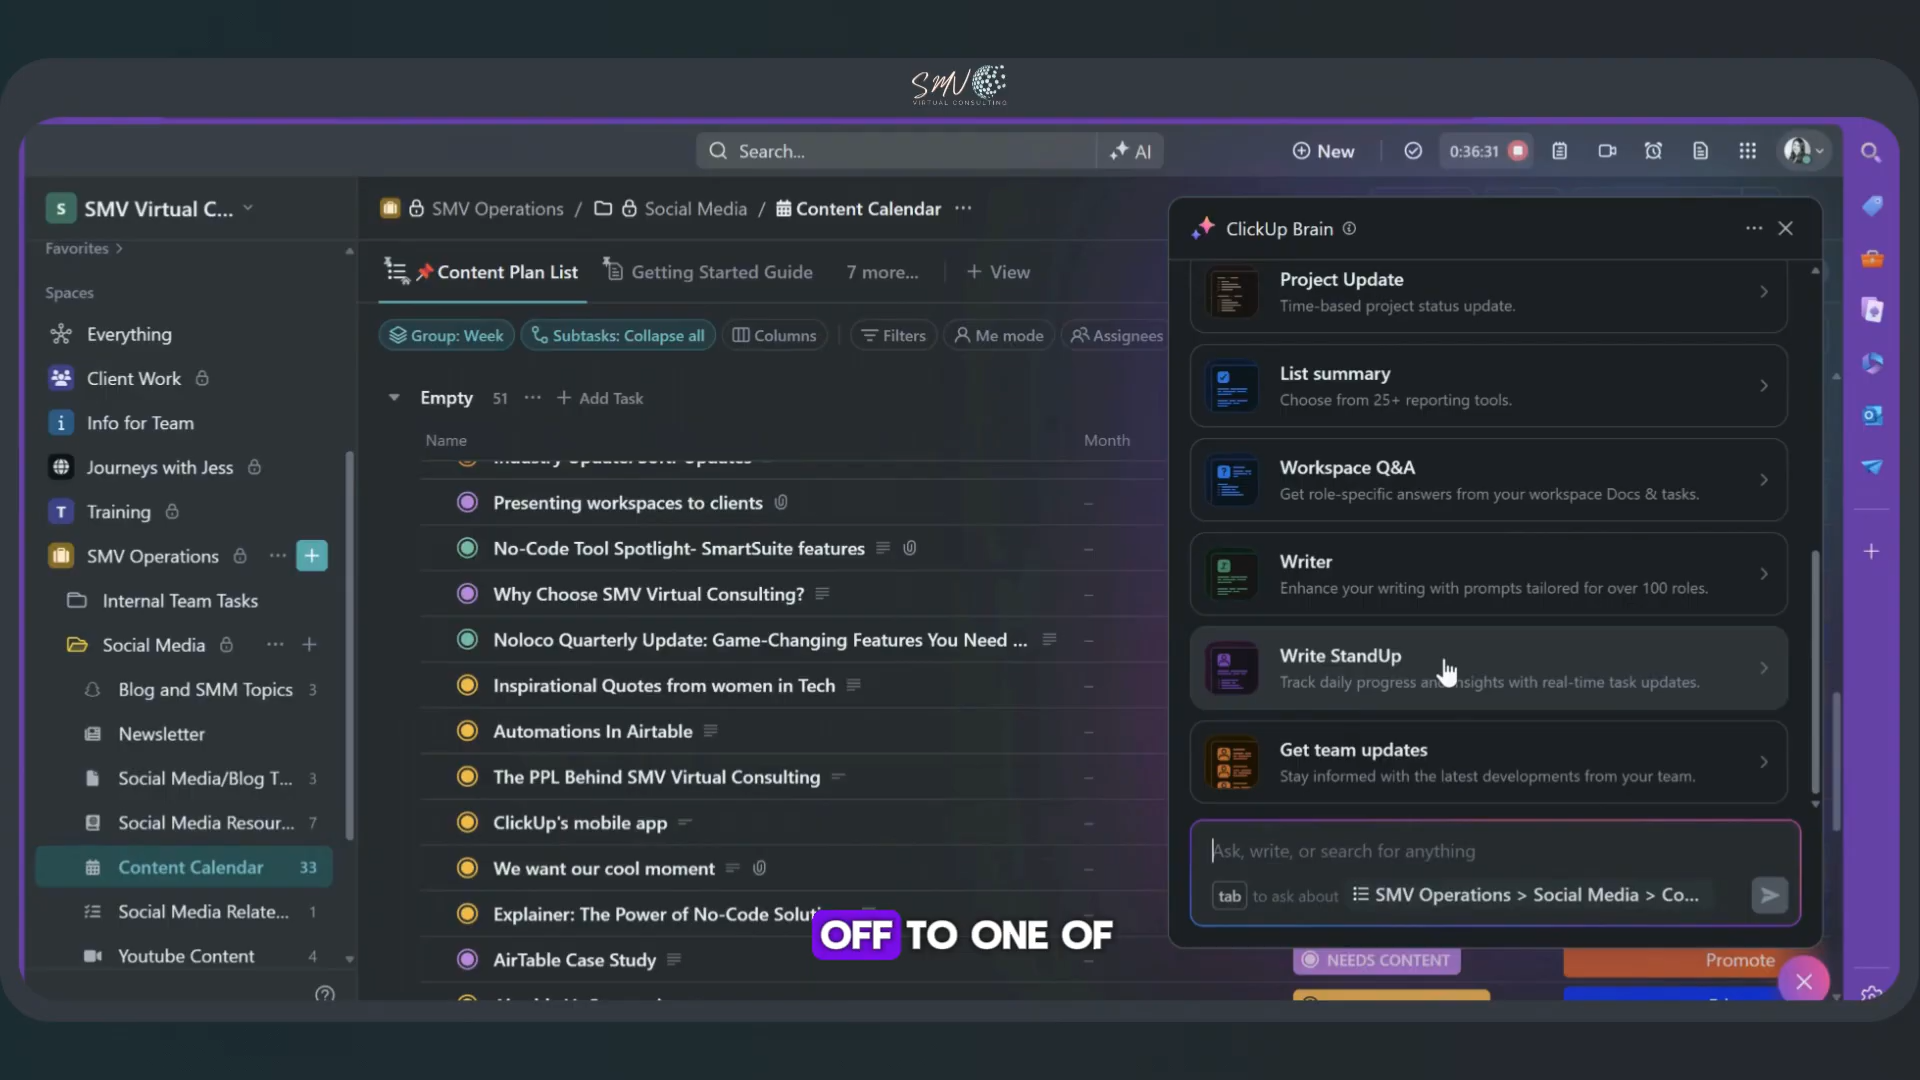 SMV
VIRTUAL CONSULTING
Search...
AI
New
0:36:31
S
SMV Virtual C...
Favorites
Spaces
Everything
Client Work
Info for Team
Journeys with Jess
T
Training
SMV Operations
Internal Team Tasks
Social Media
Blog and SMM Topics 3
Newsletter
Social Media/Blog T... 3
Social Media Resour... 7
Content Calendar 33
Social Media Relate... 1
Youtube Content 4
SMV Operations / Social Media / Content Calendar
Content Plan List
Getting Started Guide
7 more...
+ View
Group: Week
Subtasks: Collapse all
Columns
Filters
Me mode
Assignees
Empty 51 ... + Add Task
Name
Month
Presenting workspaces to clients
No-Code Tool Spotlight- SmartSuite features
Why Choose SMV Virtual Consulting?
Noloco Quarterly Update: Game-Changing Features You Need ...
Inspirational Quotes from women in Tech
Automations In Airtable
The PPL Behind SMV Virtual Consulting
ClickUp's mobile app
We want our cool moment
Explainer: The Power of No-Code
AirTable Case Study
OFF TO ONE OF
ClickUp Brain
Project Update
Time-based project status update.
List summary
Choose from 25+ reporting tools.
Workspace Q&A
Get role-specific answers from your workspace Docs & tasks.
Writer
Enhance your writing with prompts tailored for over 100 roles.
Write StandUp
Track daily progress and insights with real-time task updates.
Get team updates
Stay informed with the latest developments from your team.
Ask, write, or search for anything
tab to ask about SMV Operations > Social Media > Co...
NEEDS CONTENT
Promote